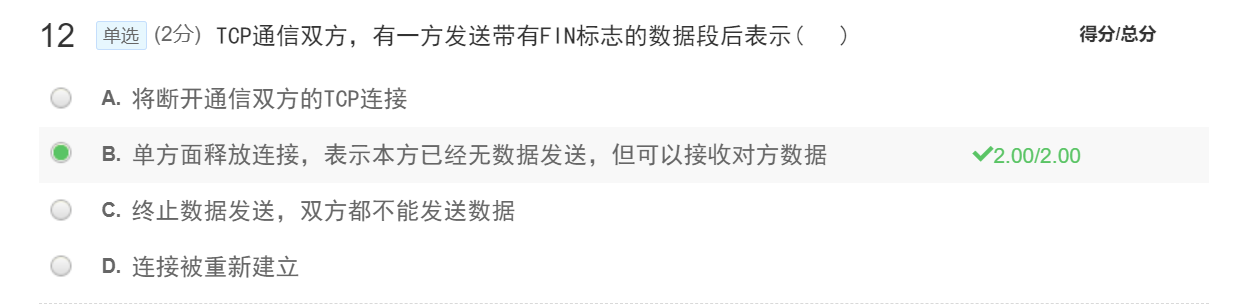 12 单选 (2分) TCP通信双方，有一方发送带有FIN标志的数据段后表示（ ） 得分/总分
A. 将断开通信双方的TCP连接
B. 单方面释放连接，表示本方已经无数据发送，但可以接收对方数据 2.00/2.00
C. 终止数据发送，双方都不能发送数据
D. 连接被重新建立